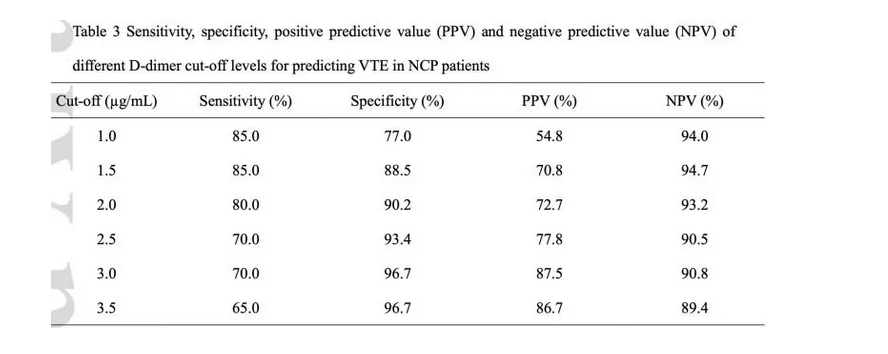 Table 3 Sensitivity, specificity, positive predictive value (PPV) and negative predictive value (NPV) of
different D-dimer cut-off levels for predicting VTE in NCP patients
Cut-off (μg/mL) Sensitivity (%) Specificity (%) PPV (%) NPV (%)
1.0 85.0 77.0 54.8 94.0
1.5 85.0 88.5 70.8 94.7
2.0 80.0 90.2 72.7 93.2
2.5 70.0 93.4 77.8 90.5
3.0 70.0 96.7 87.5 90.8
3.5 65.0 96.7 86.7 89.4